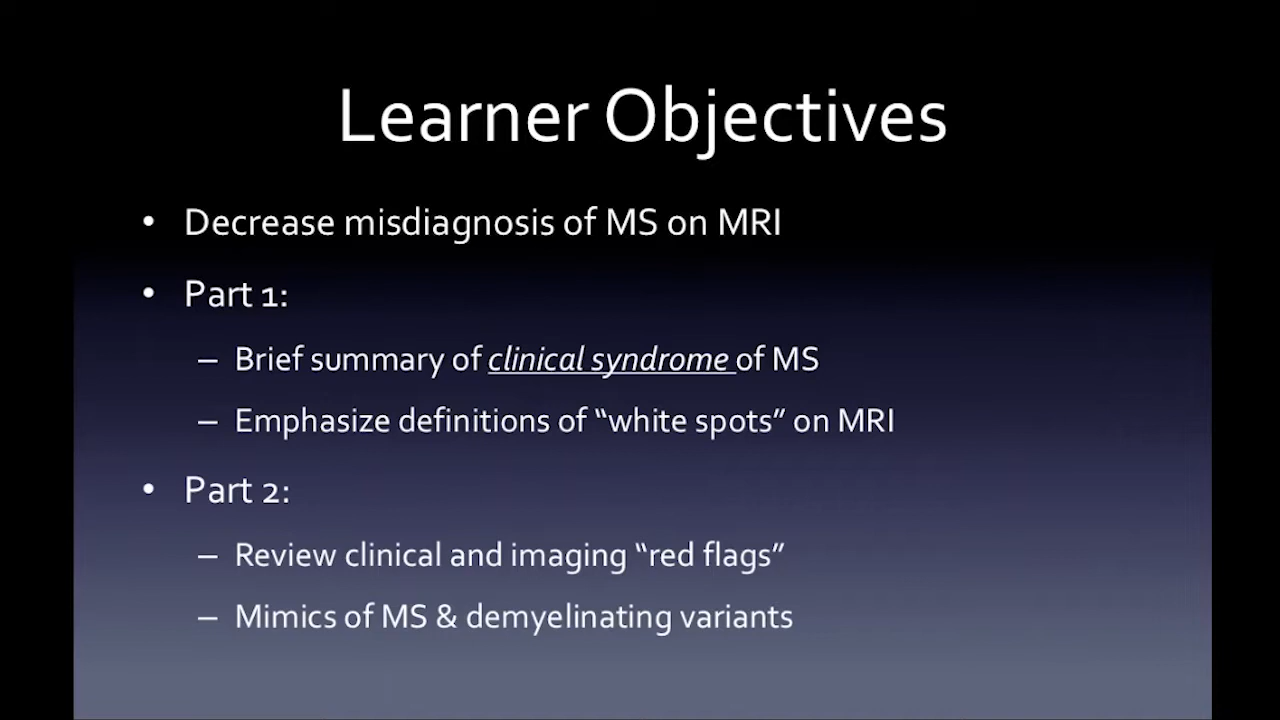 Learner Objectives
• Decrease misdiagnosis of MS on MRI
• Part 1:
– Brief summary of clinical syndrome of MS
– Emphasize definitions of “white spots” on MRI
• Part 2:
– Review clinical and imaging “red flags”
– Mimics of MS & demyelinating variants